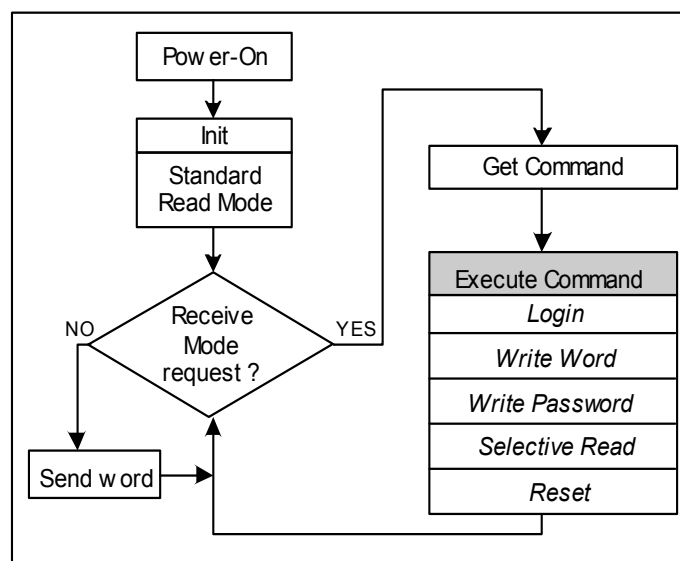 Power-On
Init
Standard
Read Mode
Receive
Mode
request ?
NO
YES
Send word
Get Command
Execute Command
Login
Write Word
Write Password
Selective Read
Reset